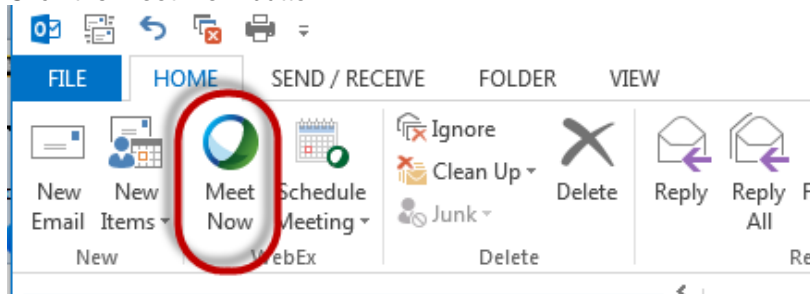 FILE HOME SEND / RECEIVE FOLDER VIEW
Ignore
Clean Up
New Email
New Items
Meet Now
Schedule Meeting
Junk
Delete
Reply
Reply All
New
WebEx
Delete
Re